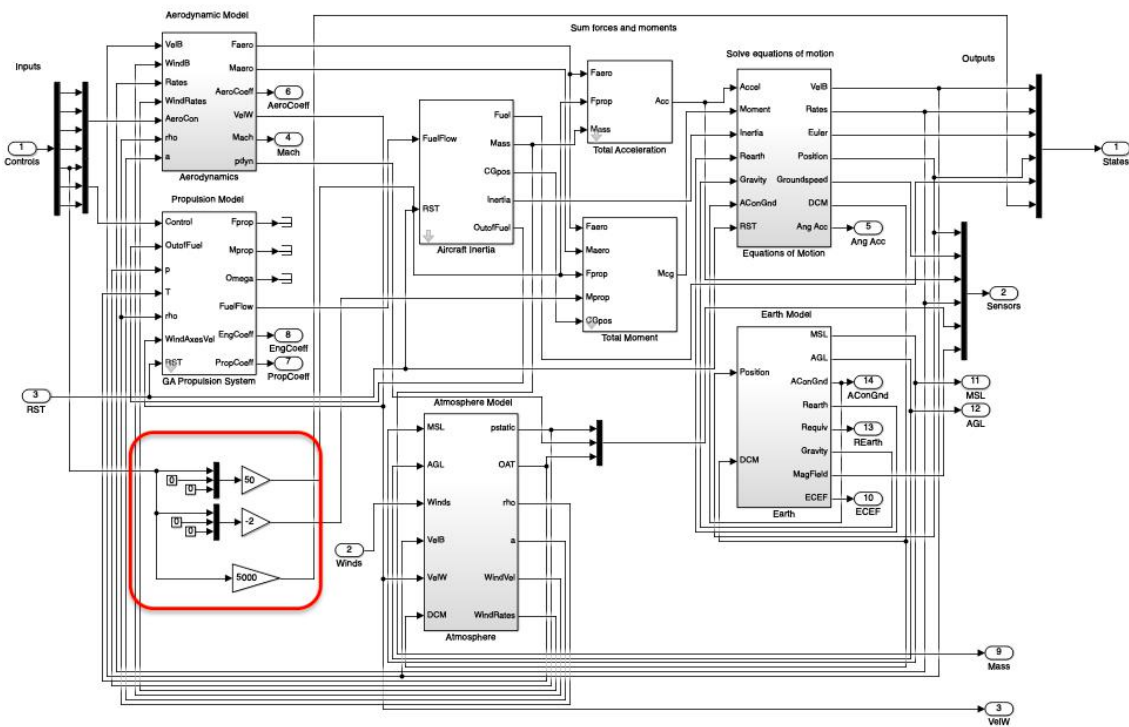 Aerodynamic Model
Sum forces and moments
Inputs
Solve equations of motion
Outputs
VelB
WindB
Rates
WindRates
AeroCon
rho
a
Faero
Maero
AeroCoeff
VelW
Mach
pdyn
Aerodynamics
6
AeroCoeff
4
Mach
1
Controls
Propulsion Model
Control
OutofFuel
p
T
rho
WindAxesVel
RST
Fprop
Mprop
Omega
FuelFlow
EngCoeff
PropCoeff
GA Propulsion System
8
EngCoeff
7
PropCoeff
3
RST
FuelFlow
RST
Fuel
Mass
CGpos
Inertia
OutofFuel
Aircraft Inertia
Faero
Fprop
Mass
Acc
Total Acceleration
Faero
Maero
Fprop
Mprop
CGpos
Mcg
Total Moment
Accel
Moment
Inertia
Rearth
Gravity
AConGnd
RST
VelB
Rates
Euler
Position
Groundspeed
DCM
Ang Acc
Equations of Motion
5
Ang Acc
1
States
2
Sensors
Earth Model
Position
DCM
MSL
AGL
AConGnd
Rearth
Requiv
Gravity
MagField
ECEF
Earth
14
AConGnd
13
REarth
10
ECEF
11
MSL
12
AGL
Atmosphere Model
MSL
AGL
Winds
VelB
VelW
DCM
pstatic
OAT
rho
a
WindVel
WindRates
Atmosphere
2
Winds
0
0
50
0
0
-2
5000
9
Mass
3
VelW